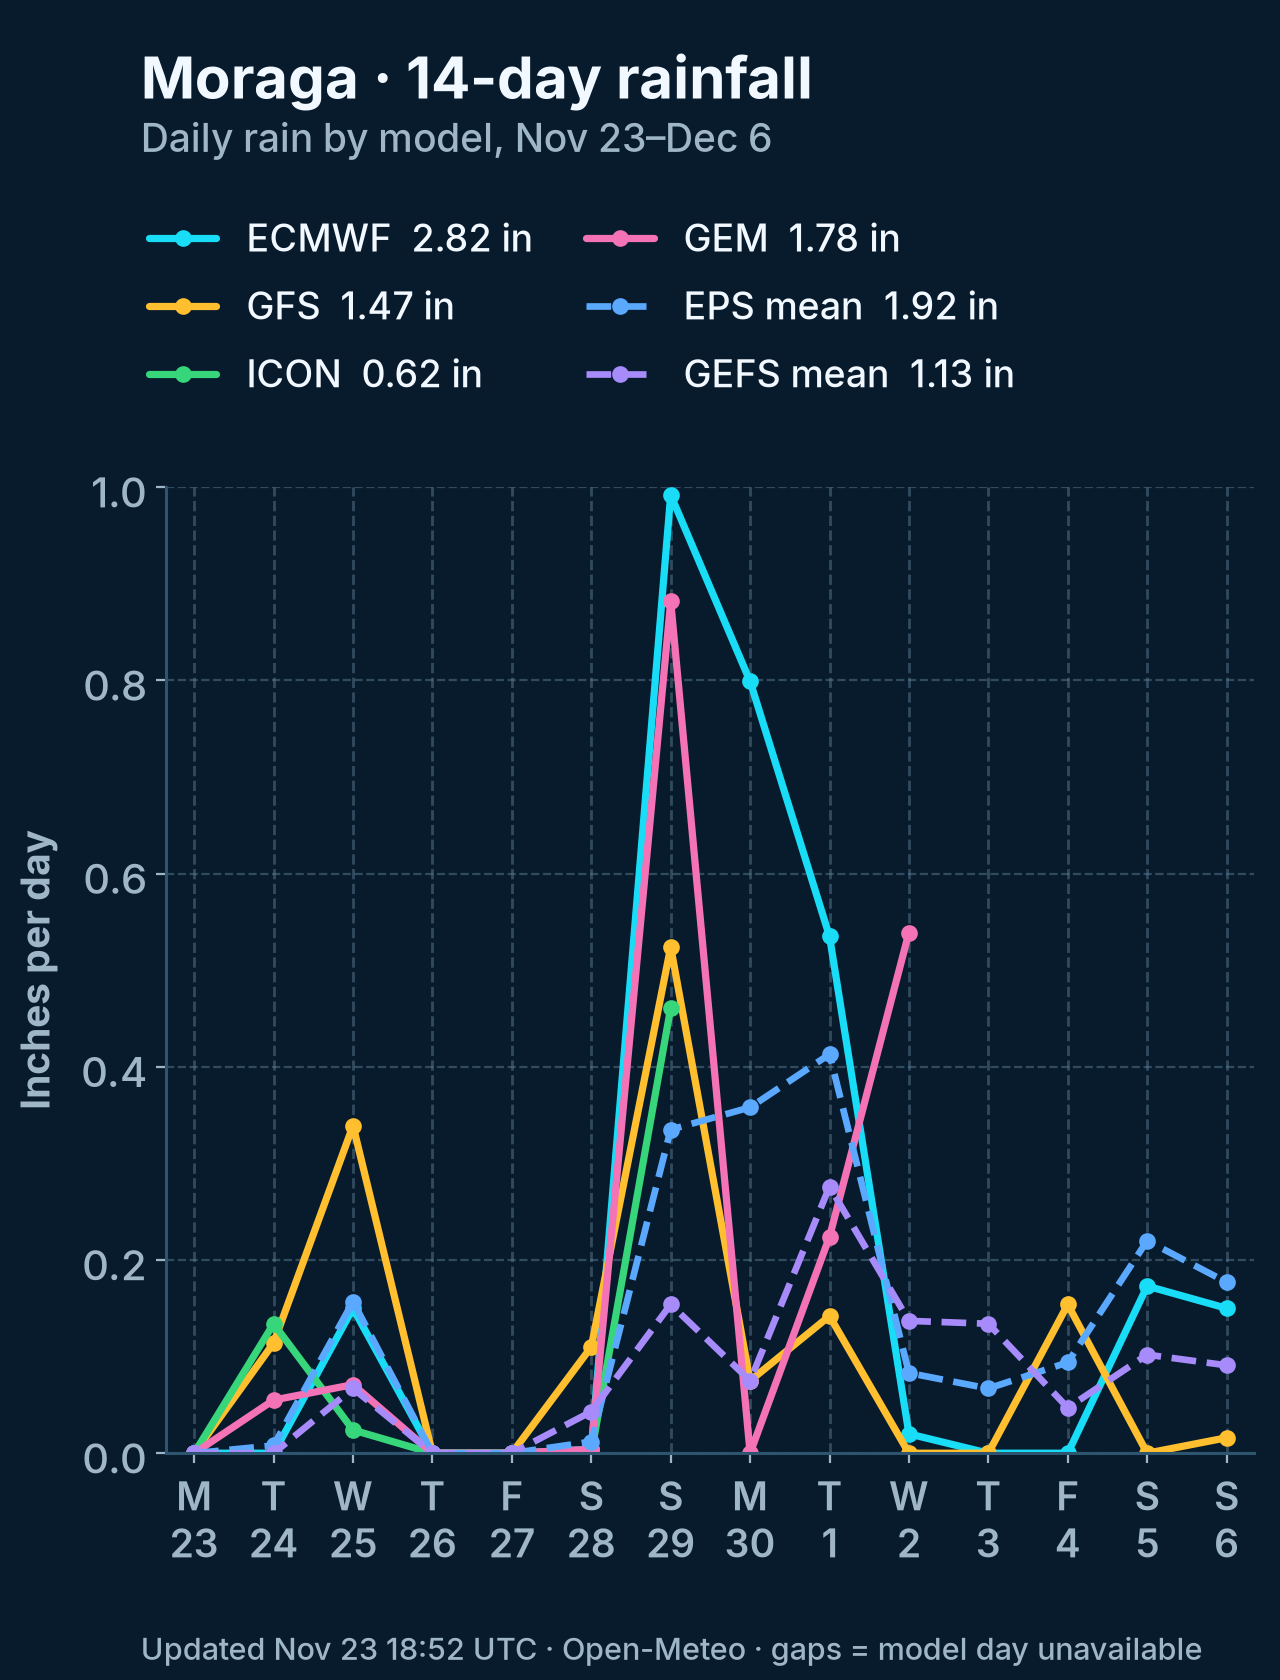 Moraga · 14-day rainfall
Daily rain by model, Nov 23–Dec 6
ECMWF 2.82 in
GEM 1.78 in
GFS 1.47 in
EPS mean 1.92 in
ICON 0.62 in
GEFS mean 1.13 in
Inches per day
1.0
0.8
0.6
0.4
0.2
0.0
M T W T F S S M T W T F S S
23 24 25 26 27 28 29 30 1 2 3 4 5 6
Updated Nov 23 18:52 UTC · Open-Meteo · gaps = model day unavailable